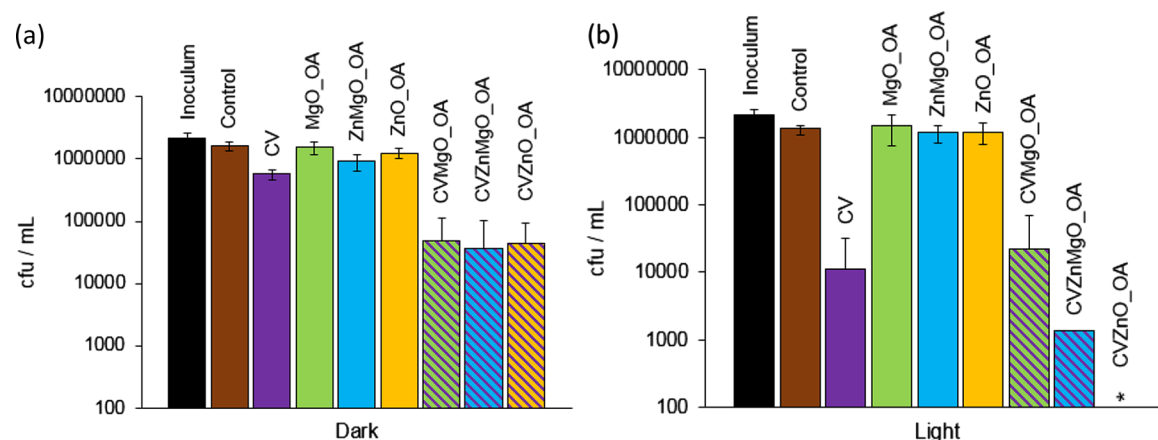 (a)
cfu / mL
10000000
1000000
100000
10000
1000
100
Inoculum
Control
CV
MgO_OA
ZnMgO_OA
ZnO_OA
CVMgO_OA
CVZnMgO_OA
CVZnO_OA
Dark
(b)
cfu / mL
10000000
1000000
100000
10000
1000
100
Inoculum
Control
CV
MgO_OA
ZnMgO_OA
ZnO_OA
CVMgO_OA
CVZnMgO_OA
CVZnO_OA
*
Light